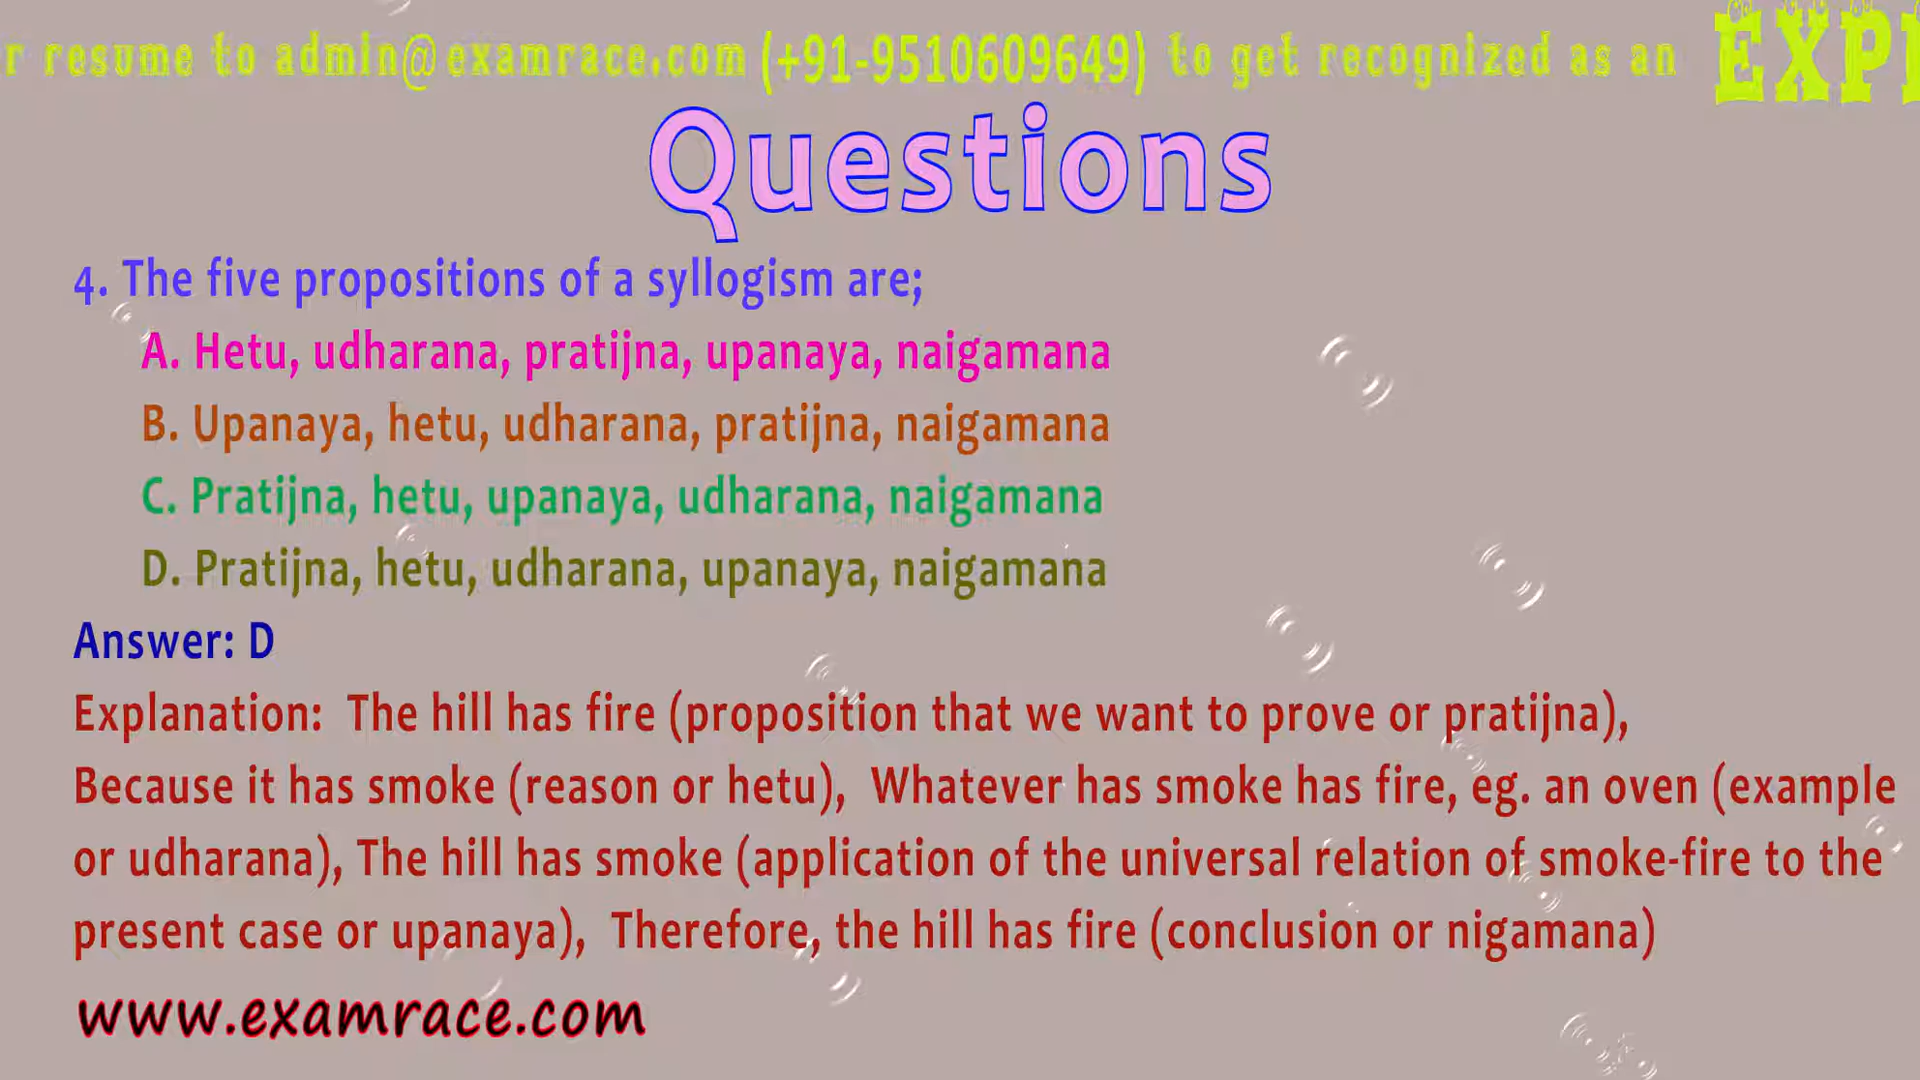 r resume to admin@examrace.com (+91-9510609649) to get recognized as an EXP
Questions
4. The five propositions of a syllogism are;
A. Hetu, udharana, pratijna, upanaya, naigamana
B. Upanaya, hetu, udharana, pratijna, naigamana
C. Pratijna, hetu, upanaya, udharana, naigamana
D. Pratijna, hetu, udharana, upanaya, naigamana
Answer: D
Explanation: The hill has fire (proposition that we want to prove or pratijna),
Because it has smoke (reason or hetu), Whatever has smoke has fire, eg. an oven (example
or udharana), The hill has smoke (application of the universal relation of smoke-fire to the
present case or upanaya), Therefore, the hill has fire (conclusion or nigamana)
www.examrace.com